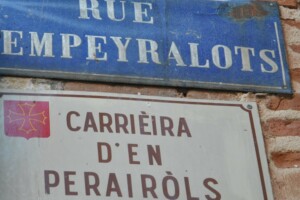 RUE
EMPEYRALOTS
CARRIÈIRA
D'EN
PERAIRÒLS